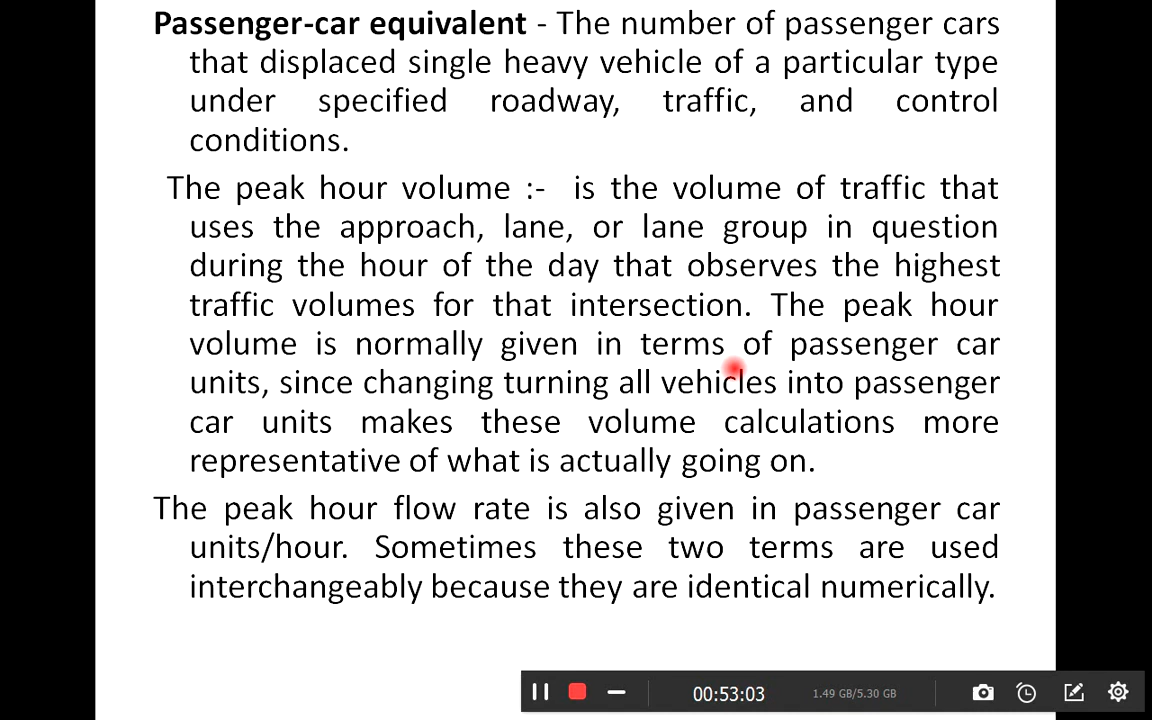 Passenger-car equivalent - The number of passenger cars
that displaced single heavy vehicle of a particular type
under specified roadway, traffic, and control
conditions.
The peak hour volume :- is the volume of traffic that
uses the approach, lane, or lane group in question
during the hour of the day that observes the highest
traffic volumes for that intersection. The peak hour
volume is normally given in terms of passenger car
units, since changing turning all vehicles into passenger
car units makes these volume calculations more
representative of what is actually going on.
The peak hour flow rate is also given in passenger car
units/hour. Sometimes these two terms are used
interchangeably because they are identical numerically.
00:53:03 1.49 GB/5.30 GB